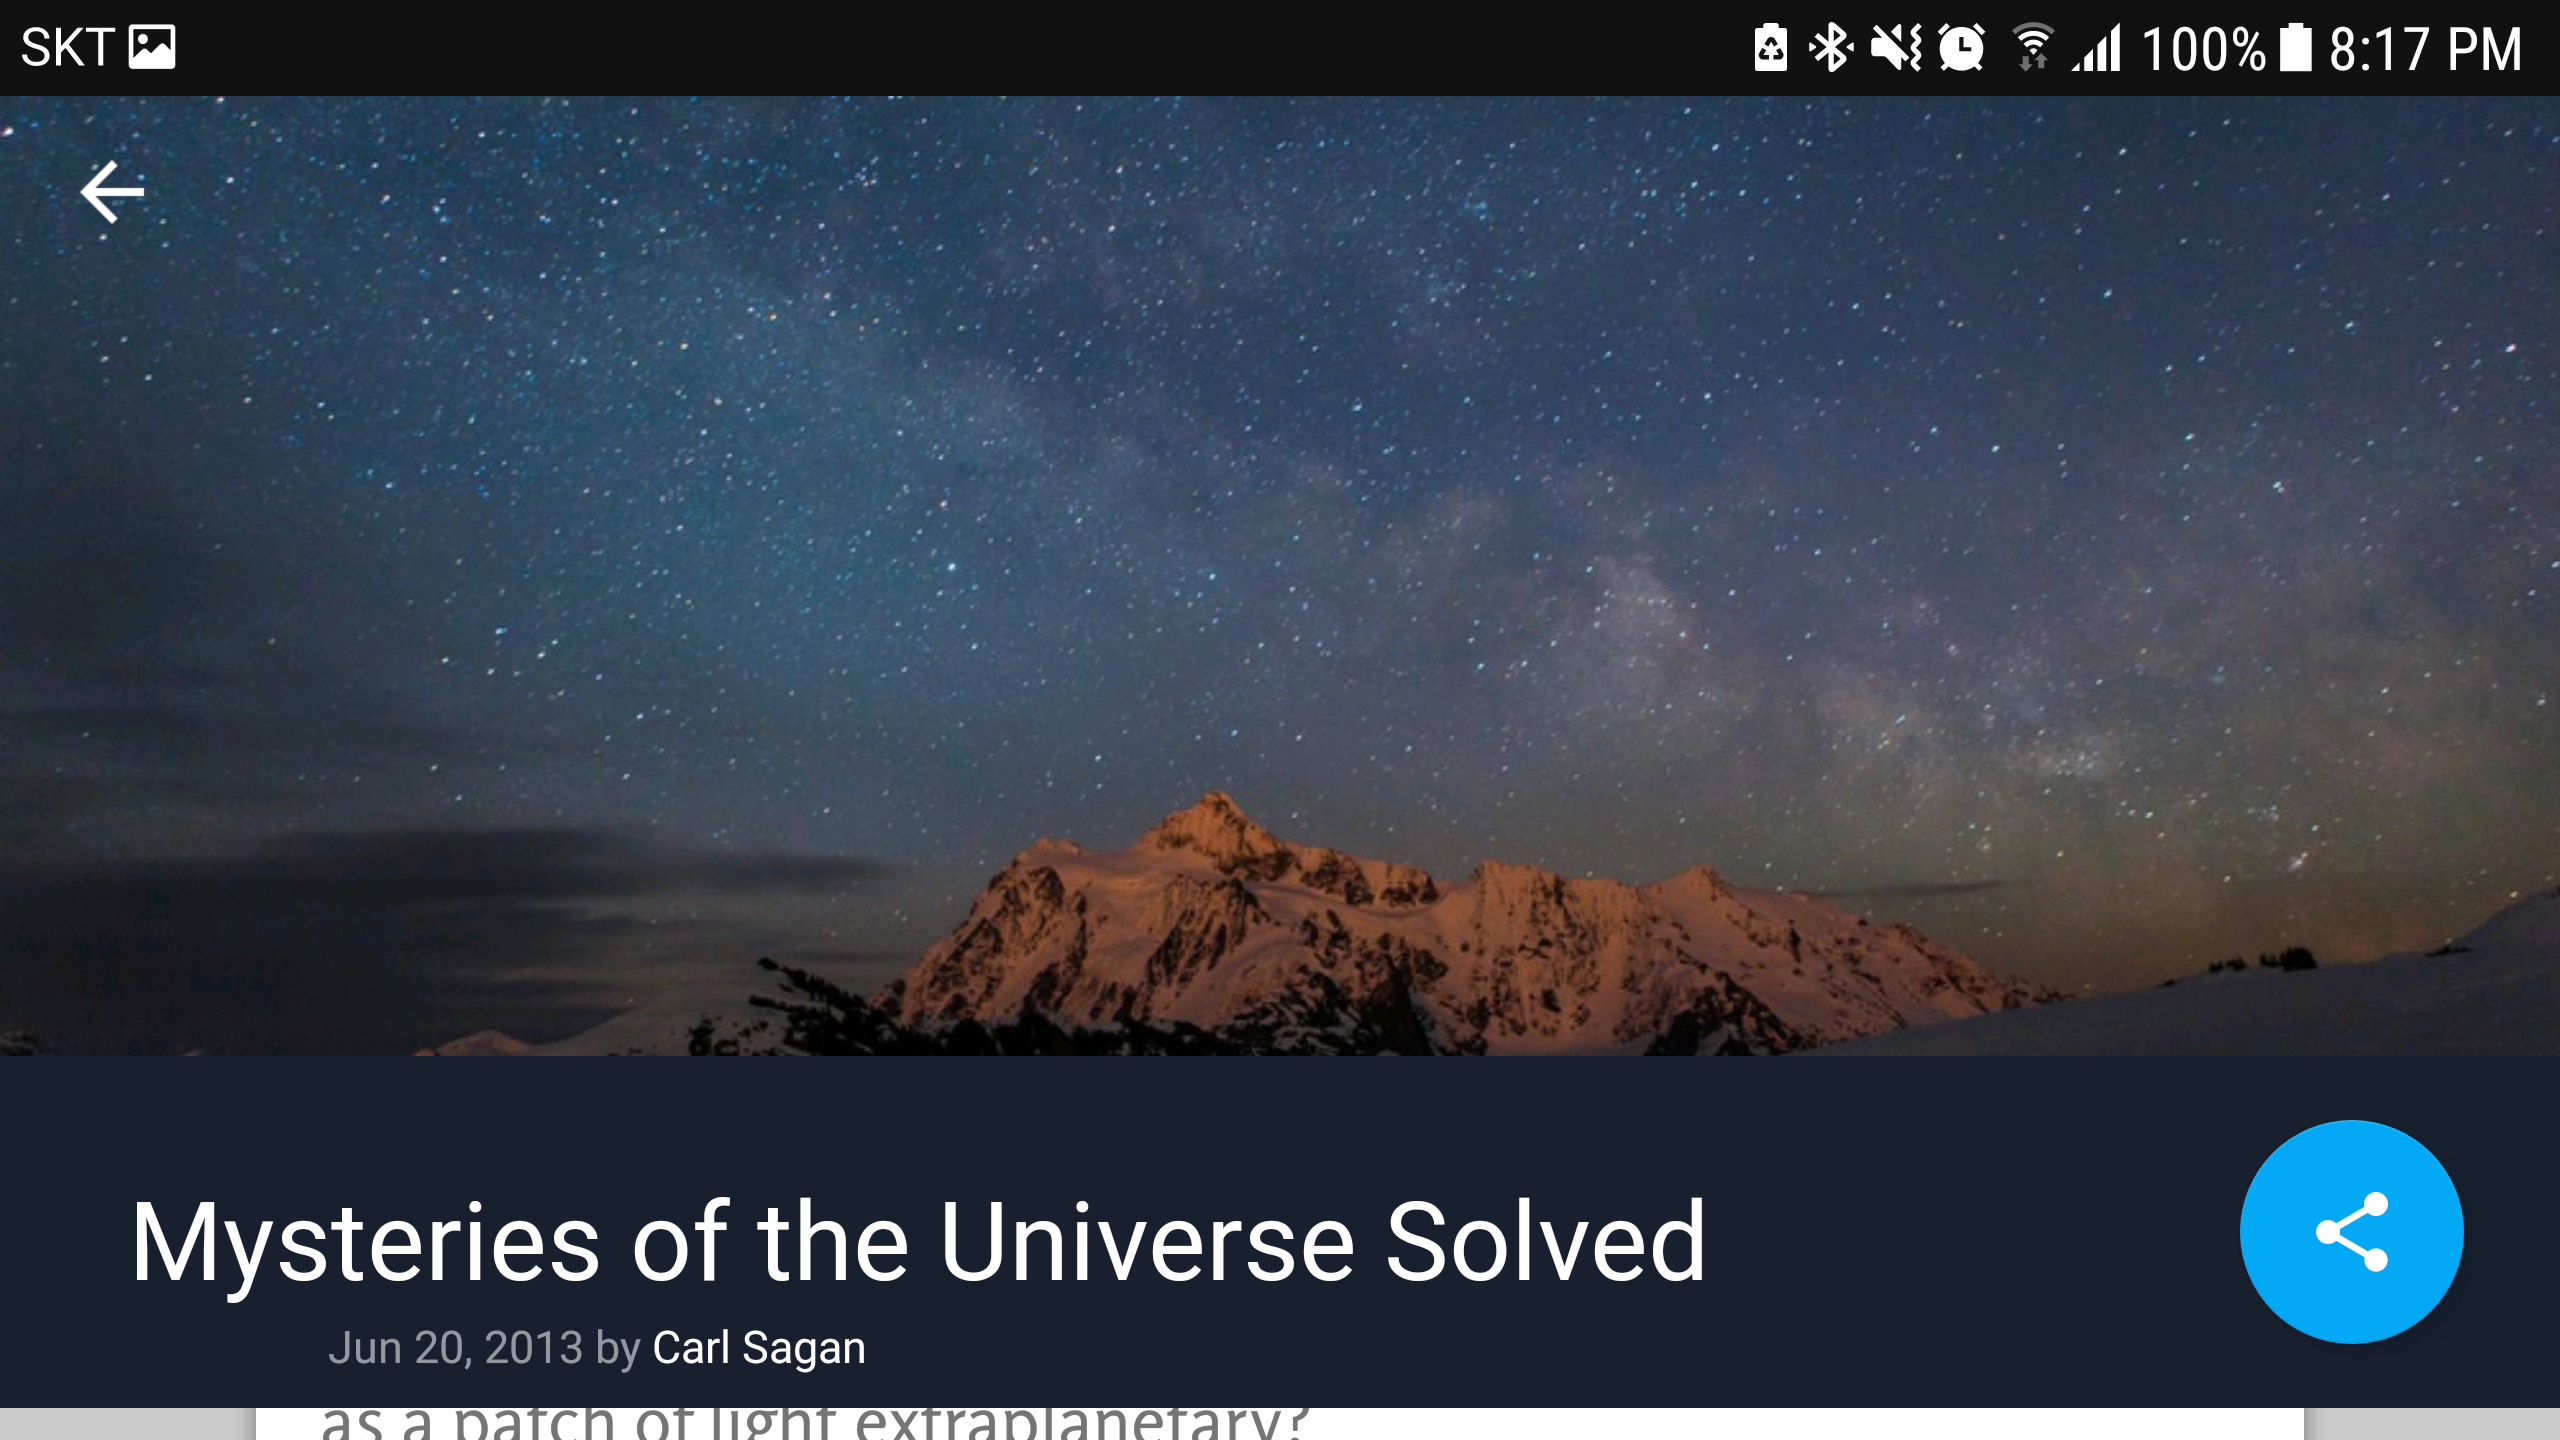 SKT 100% 8:17 PM
Mysteries of the Universe Solved
Jun 20, 2013 by Carl Sagan
as a patch of light extraplanetary?